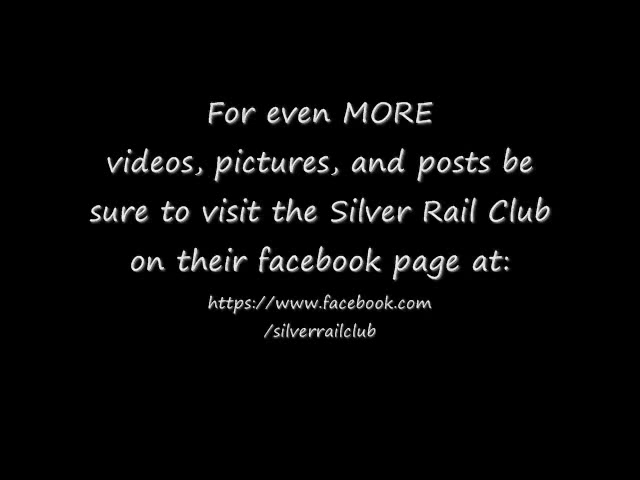 For even MORE
videos, pictures, and posts be
sure to visit the Silver Rail Club
on their facebook page at:
https://www.facebook.com
/silverrailclub